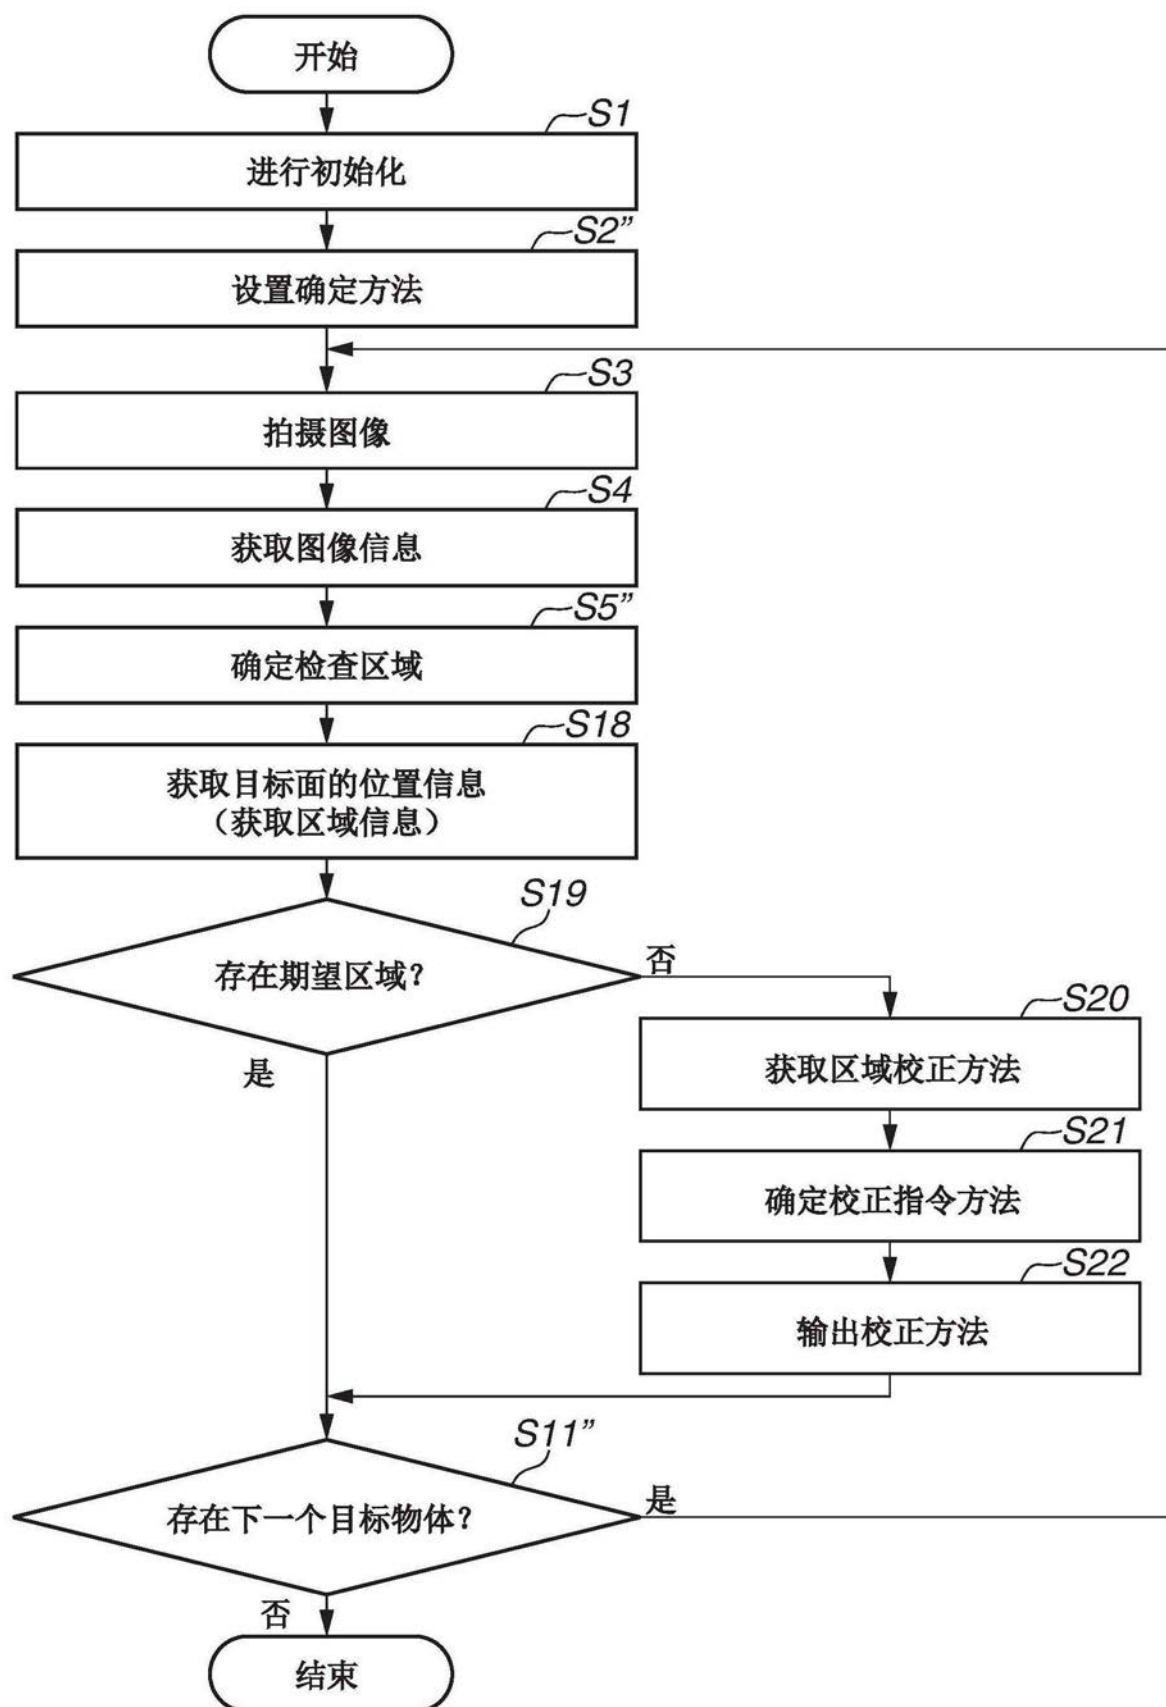 开始
S1
进行初始化
S2”
设置确定方法
S3
拍摄图像
S4
获取图像信息
S5”
确定检查区域
S18
获取目标面的位置信息
（获取区域信息）
S19
存在期望区域？
否
是
S20
获取区域校正方法
S21
确定校正指令方法
S22
输出校正方法
S11”
存在下一个目标物体？
是
否
结束